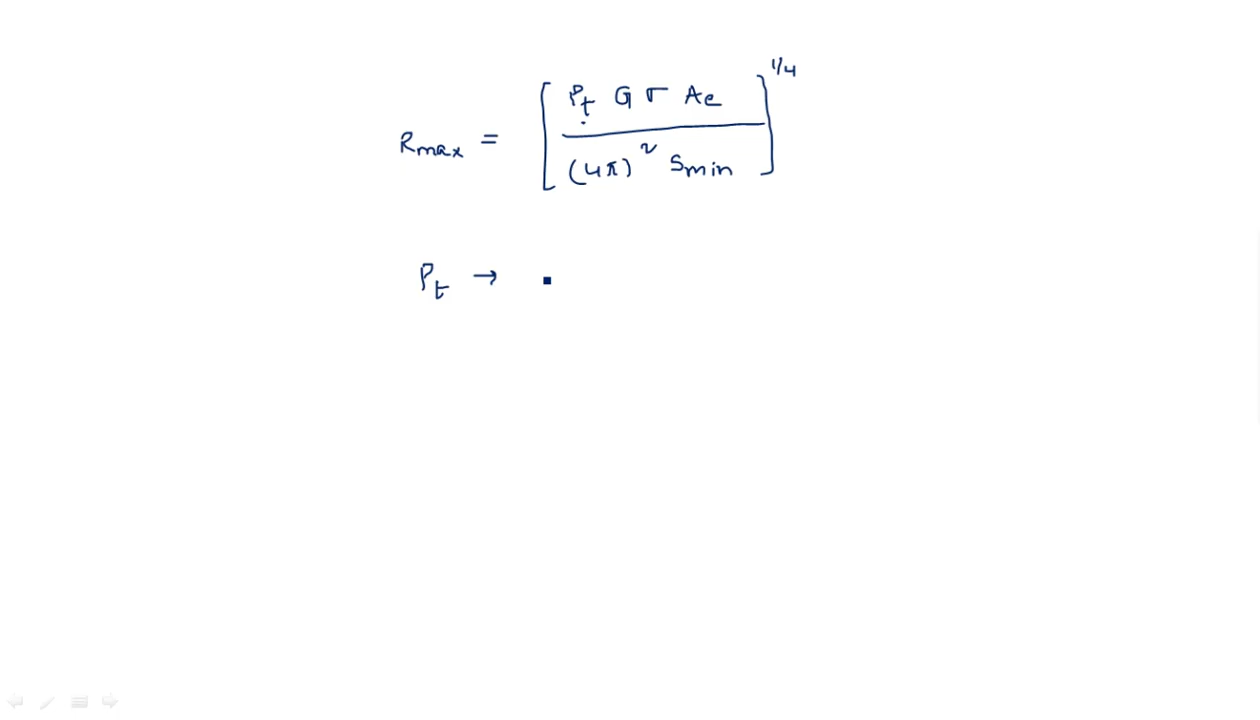 Rmax = [ Pt G σ Ae / (4π)² Smin ]^1/4
Pt →